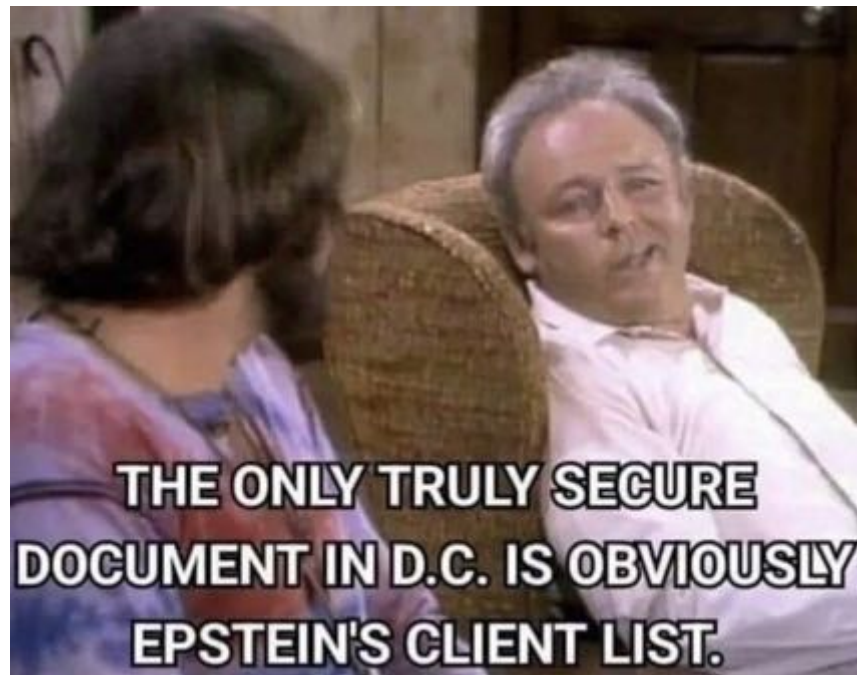 THE ONLY TRULY SECURE
DOCUMENT IN D.C. IS OBVIOUSLY
EPSTEIN'S CLIENT LIST.